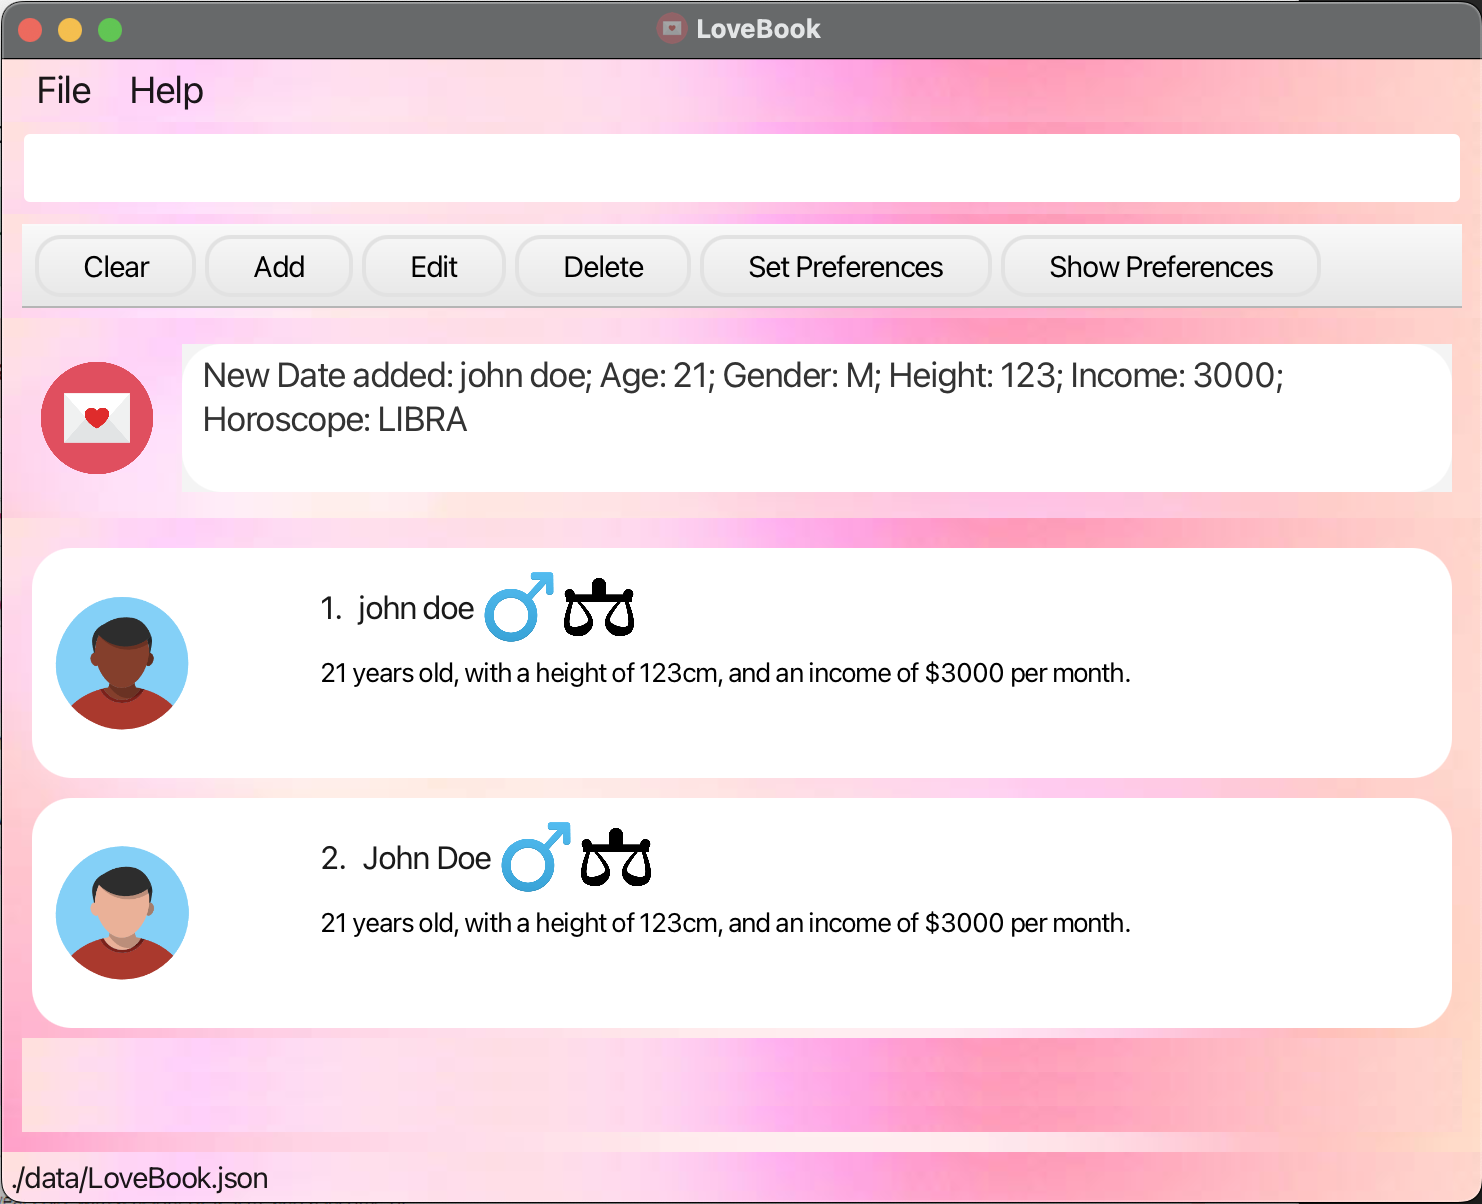 LoveBook
File Help
Clear Add Edit Delete Set Preferences Show Preferences
New Date added: john doe; Age: 21; Gender: M; Height: 123; Income: 3000;
Horoscope: LIBRA
1. john doe
21 years old, with a height of 123cm, and an income of $3000 per month.
2. John Doe
21 years old, with a height of 123cm, and an income of $3000 per month.
./data/LoveBook.json